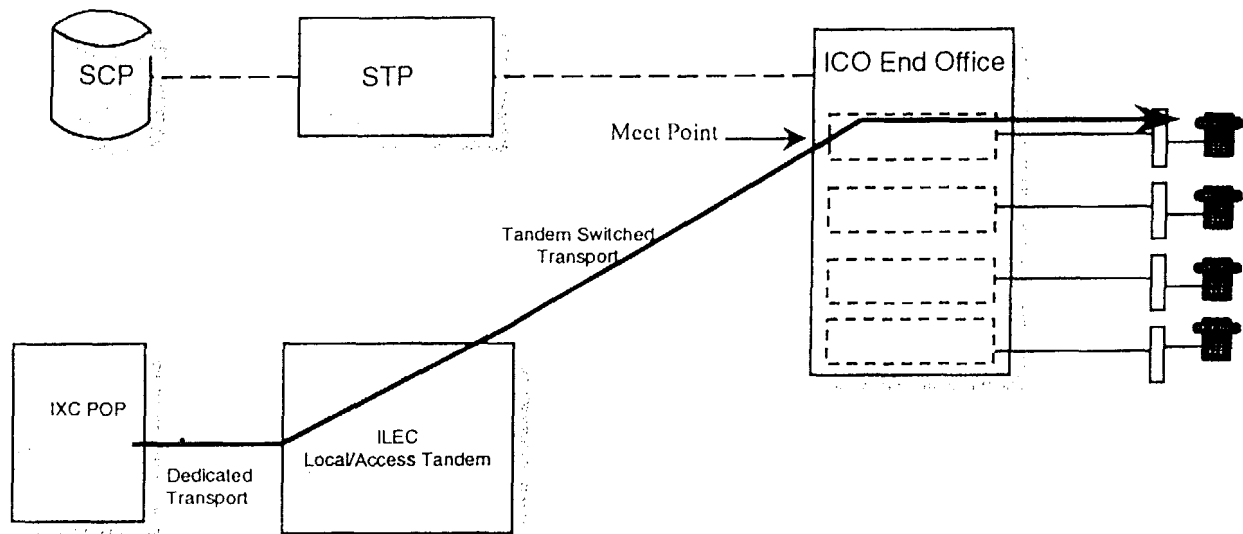 SCP
STP
ICO End Office
Meet Point
Tandem Switched
Transport
IXC POP
ILEC
Local/Access Tandem
Dedicated
Transport